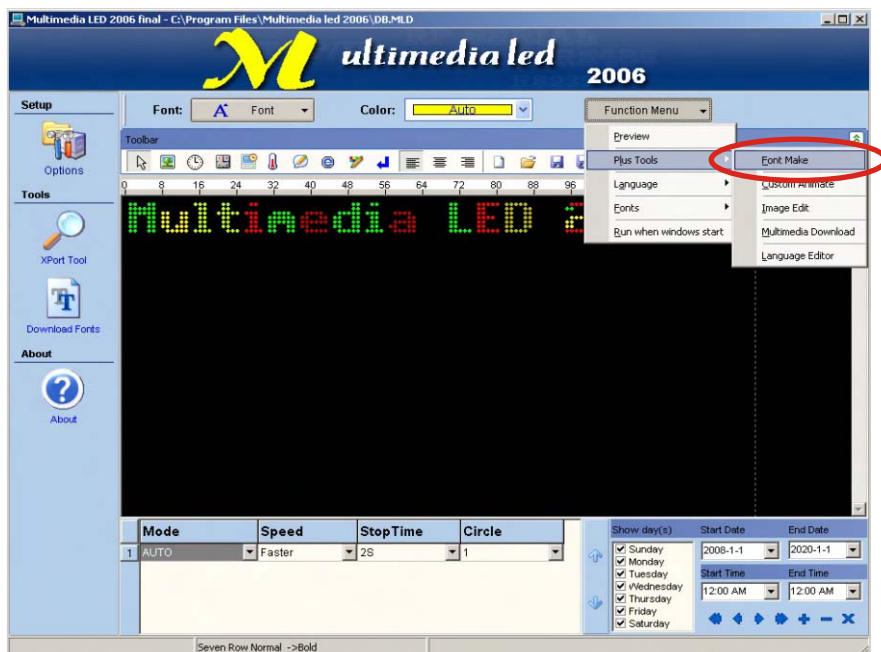 Multimedia LED 2006 final - C:\Program Files\Multimedia led 2006\DB.MLD
Multimedia led
2006
Setup
Options
Tools
XPort Tool
Download Fonts
About
About
Font: A Font Color: Auto Function Menu
Toolbar
0 8 16 24 32 40 48 56 64 72 80 88 96
Multimedia LED 2
Preview
Plus Tools
Language
Fonts
Run when windows start
Font Make
Custom Animate
Image Edit
Multimedia Download
Language Editor
Mode Speed StopTime Circle
1 AUTO Faster 2S 1
Show day(s)
Sunday
Monday
Tuesday
Wednesday
Thursday
Friday
Saturday
Start Date End Date
2008-1-1 2020-1-1
Start Time End Time
12:00 AM 12:00 AM
Seven Row Normal ->Bold